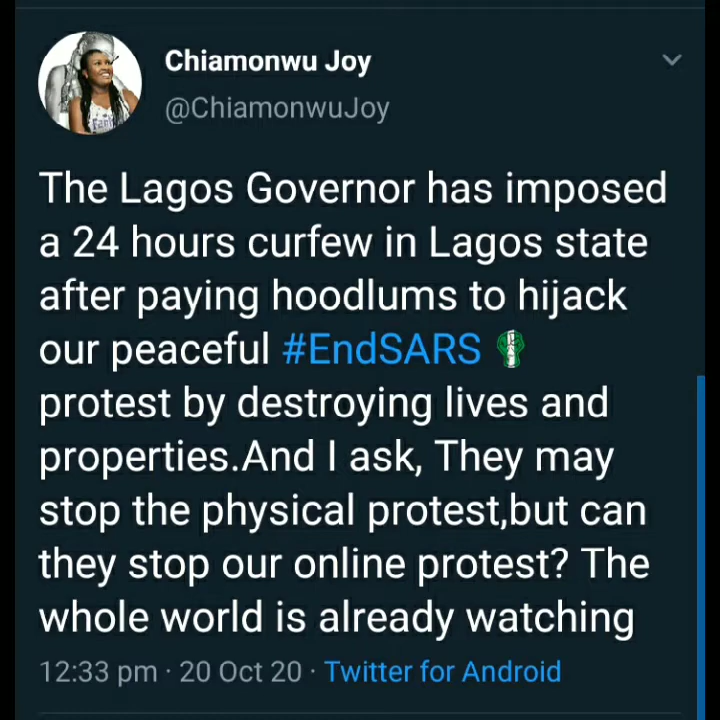 Chiamonwu Joy
@ChiamonwuJoy
The Lagos Governor has imposed
a 24 hours curfew in Lagos state
after paying hoodlums to hijack
our peaceful #EndSARS
protest by destroying lives and
properties.And I ask, They may
stop the physical protest,but can
they stop our online protest? The
whole world is already watching
12:33 pm · 20 Oct 20 · Twitter for Android